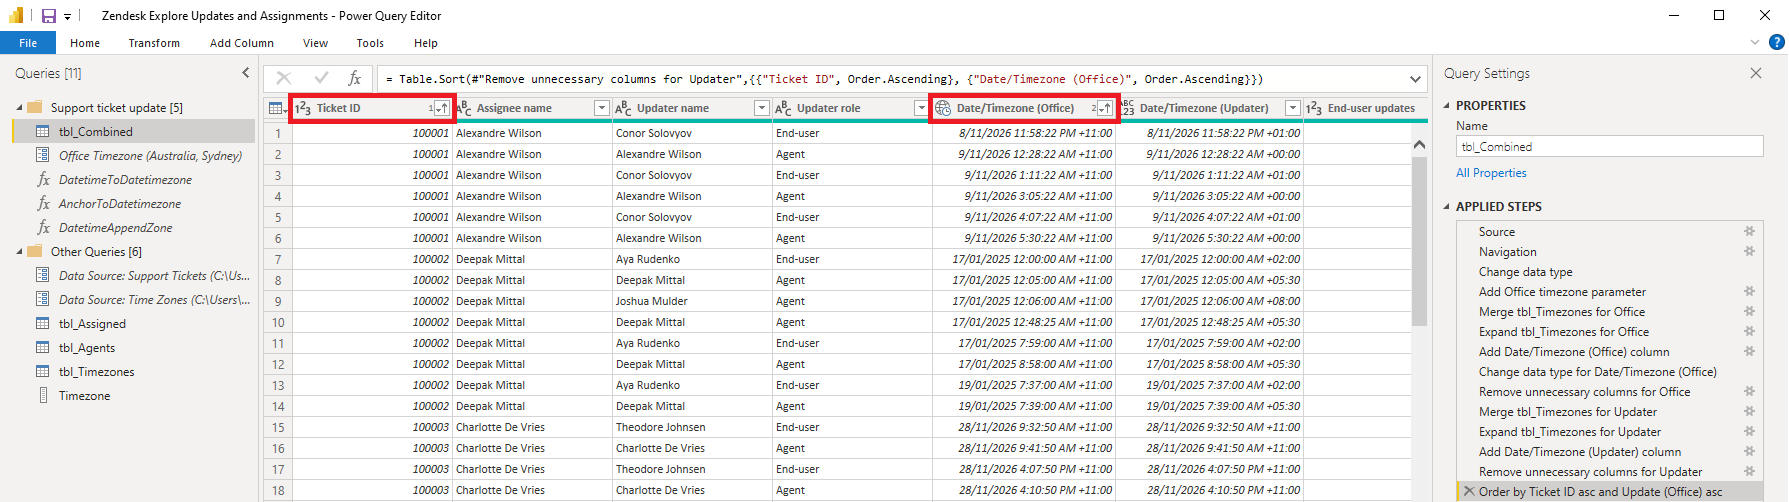 Zendesk Explore Updates and Assignments - Power Query Editor
File Home Transform Add Column View Tools Help
Queries [11]
= Table.Sort(#"Remove unnecessary columns for Updater",{{"Ticket ID", Order.Ascending}, {"Date/Timezone (Office)", Order.Ascending}})
Support ticket update [5]
tbl_Combined
Office Timezone (Australia, Sydney)
DatetimeToDatetimezone
AnchorToDatetimezone
DatetimeAppendZone
Other Queries [6]
Data Source: Support Tickets (C:\Us...
Data Source: Time Zones (C:\Users\...
tbl_Assigned
tbl_Agents
tbl_Timezones
Timezone
Ticket ID Assignee name Updater name Updater role Date/Timezone (Office) Date/Timezone (Updater) End-user updates
1 100001 Alexandre Wilson Conor Solovyov End-user 8/11/2026 11:58:22 PM +11:00 8/11/2026 11:58:22 PM +01:00
2 100001 Alexandre Wilson Alexandre Wilson Agent 9/11/2026 12:28:22 AM +11:00 9/11/2026 12:28:22 AM +00:00
3 100001 Alexandre Wilson Conor Solovyov End-user 9/11/2026 1:11:22 AM +11:00 9/11/2026 1:11:22 AM +01:00
4 100001 Alexandre Wilson Alexandre Wilson Agent 9/11/2026 3:05:22 AM +11:00 9/11/2026 3:05:22 AM +00:00
5 100001 Alexandre Wilson Conor Solovyov End-user 9/11/2026 4:07:22 AM +11:00 9/11/2026 4:07:22 AM +01:00
6 100001 Alexandre Wilson Alexandre Wilson Agent 9/11/2026 5:30:22 AM +11:00 9/11/2026 5:30:22 AM +00:00
7 100002 Deepak Mittal Aya Rudenko End-user 17/01/2025 12:00:00 AM +11:00 17/01/2025 12:00:00 AM +02:00
8 100002 Deepak Mittal Deepak Mittal Agent 17/01/2025 12:05:00 AM +11:00 17/01/2025 12:05:00 AM +05:30
9 100002 Deepak Mittal Joshua Mulder Agent 17/01/2025 12:06:00 AM +11:00 17/01/2025 12:06:00 AM +08:00
10 100002 Deepak Mittal Deepak Mittal Agent 17/01/2025 12:48:25 AM +11:00 17/01/2025 12:48:25 AM +05:30
11 100002 Deepak Mittal Aya Rudenko End-user 17/01/2025 7:59:00 AM +11:00 17/01/2025 7:59:00 AM +02:00
12 100002 Deepak Mittal Deepak Mittal Agent 17/01/2025 8:58:00 AM +11:00 17/01/2025 8:58:00 AM +05:30
13 100002 Deepak Mittal Aya Rudenko End-user 19/01/2025 7:37:00 AM +11:00 19/01/2025 7:37:00 AM +02:00
14 100002 Deepak Mittal Deepak Mittal Agent 19/01/2025 7:39:00 AM +11:00 19/01/2025 7:39:00 AM +05:30
15 100003 Charlotte De Vries Theodore Johnsen End-user 28/11/2026 9:32:50 AM +11:00 28/11/2026 9:32:50 AM +11:00
16 100003 Charlotte De Vries Charlotte De Vries Agent 28/11/2026 9:41:50 AM +11:00 28/11/2026 9:41:50 AM +11:00
17 100003 Charlotte De Vries Theodore Johnsen End-user 28/11/2026 4:07:50 PM +11:00 28/11/2026 4:07:50 PM +11:00
18 100003 Charlotte De Vries Charlotte De Vries Agent 28/11/2026 4:10:50 PM +11:00 28/11/2026 4:10:50 PM +11:00
Query Settings
PROPERTIES
Name
tbl_Combined
All Properties
APPLIED STEPS
Source
Navigation
Change data type
Add Office timezone parameter
Merge tbl_Timezones for Office
Expand tbl_Timezones for Office
Add Date/Timezone (Office) column
Change data type for Date/Timezone (Office)
Remove unnecessary columns for Office
Merge tbl_Timezones for Updater
Expand tbl_Timezones for Updater
Add Date/Timezone (Updater) column
Remove unnecessary columns for Updater
Order by Ticket ID asc and Update (Office) asc